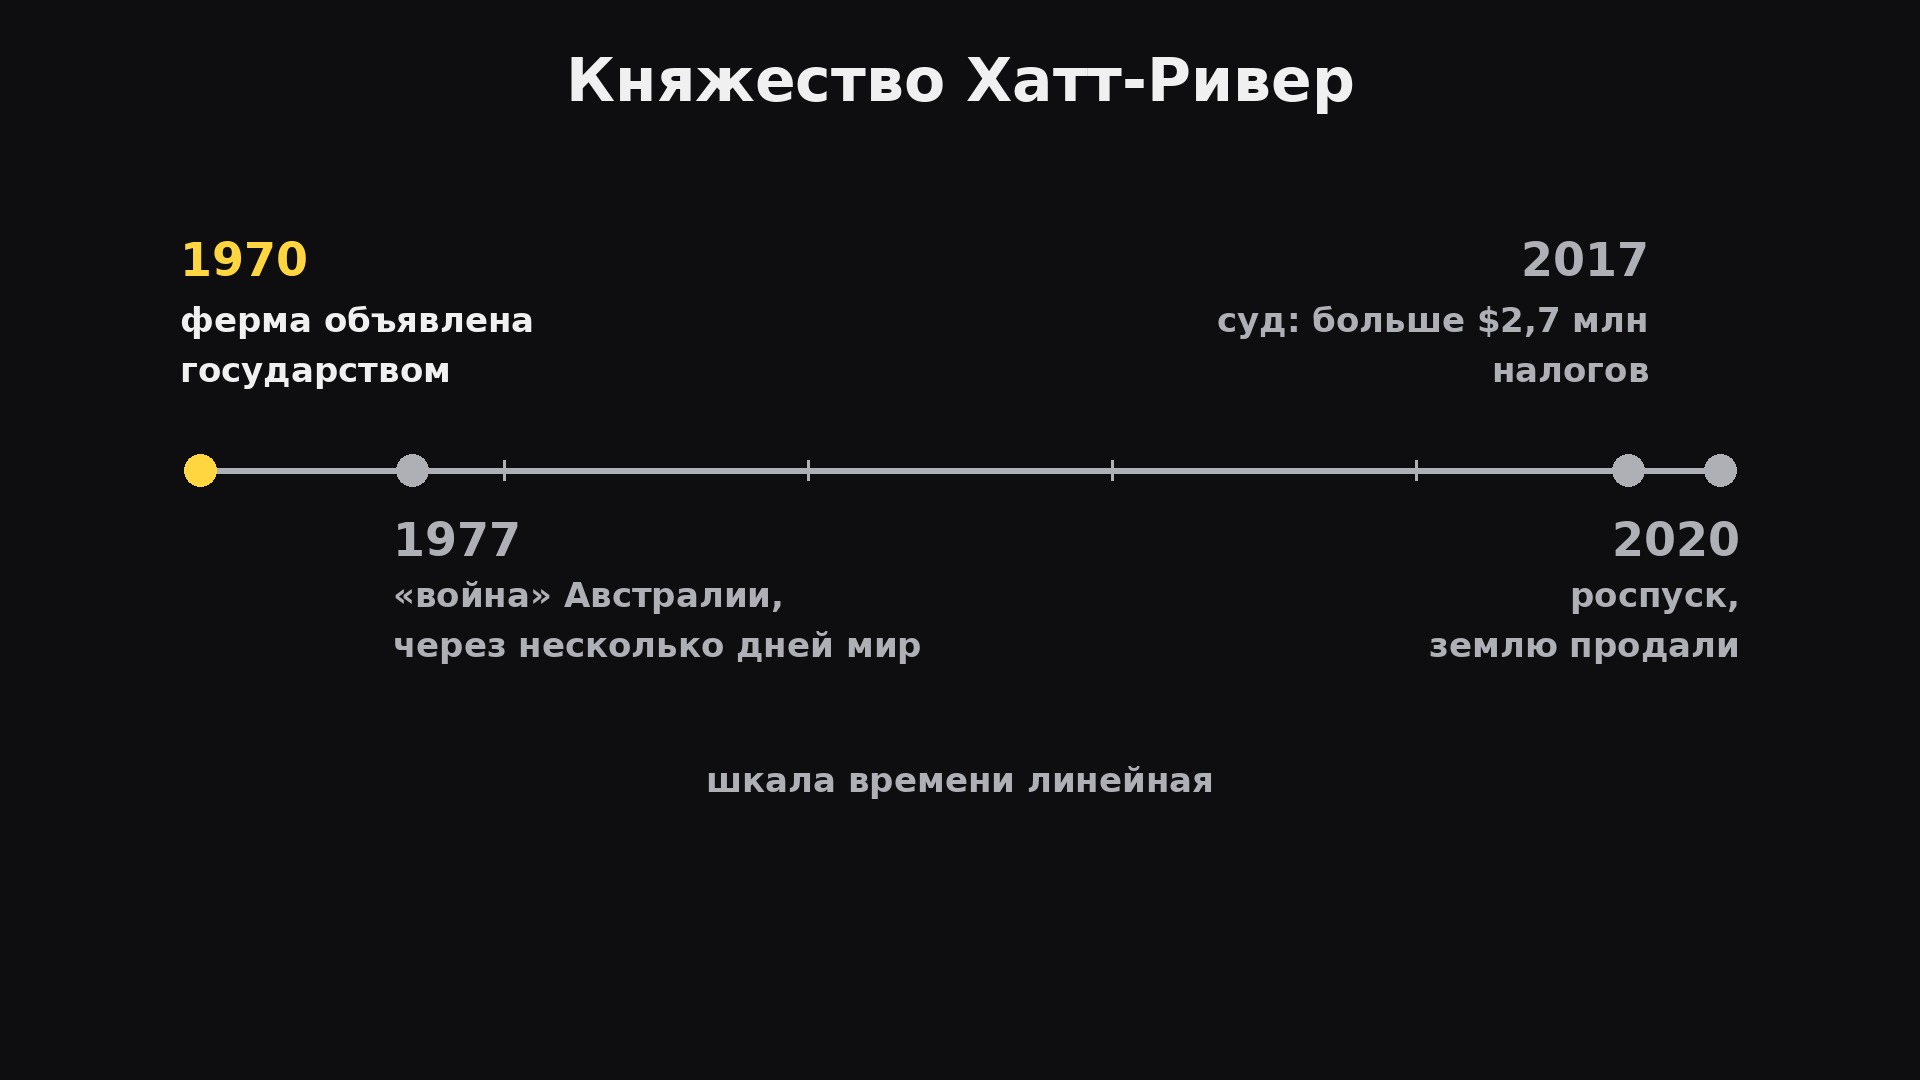 Княжество Хатт-Ривер
1970
ферма объявлена
государством
2017
суд: больше $2,7 млн
налогов
1977
«война» Австралии,
через несколько дней мир
2020
роспуск,
землю продали
шкала времени линейная